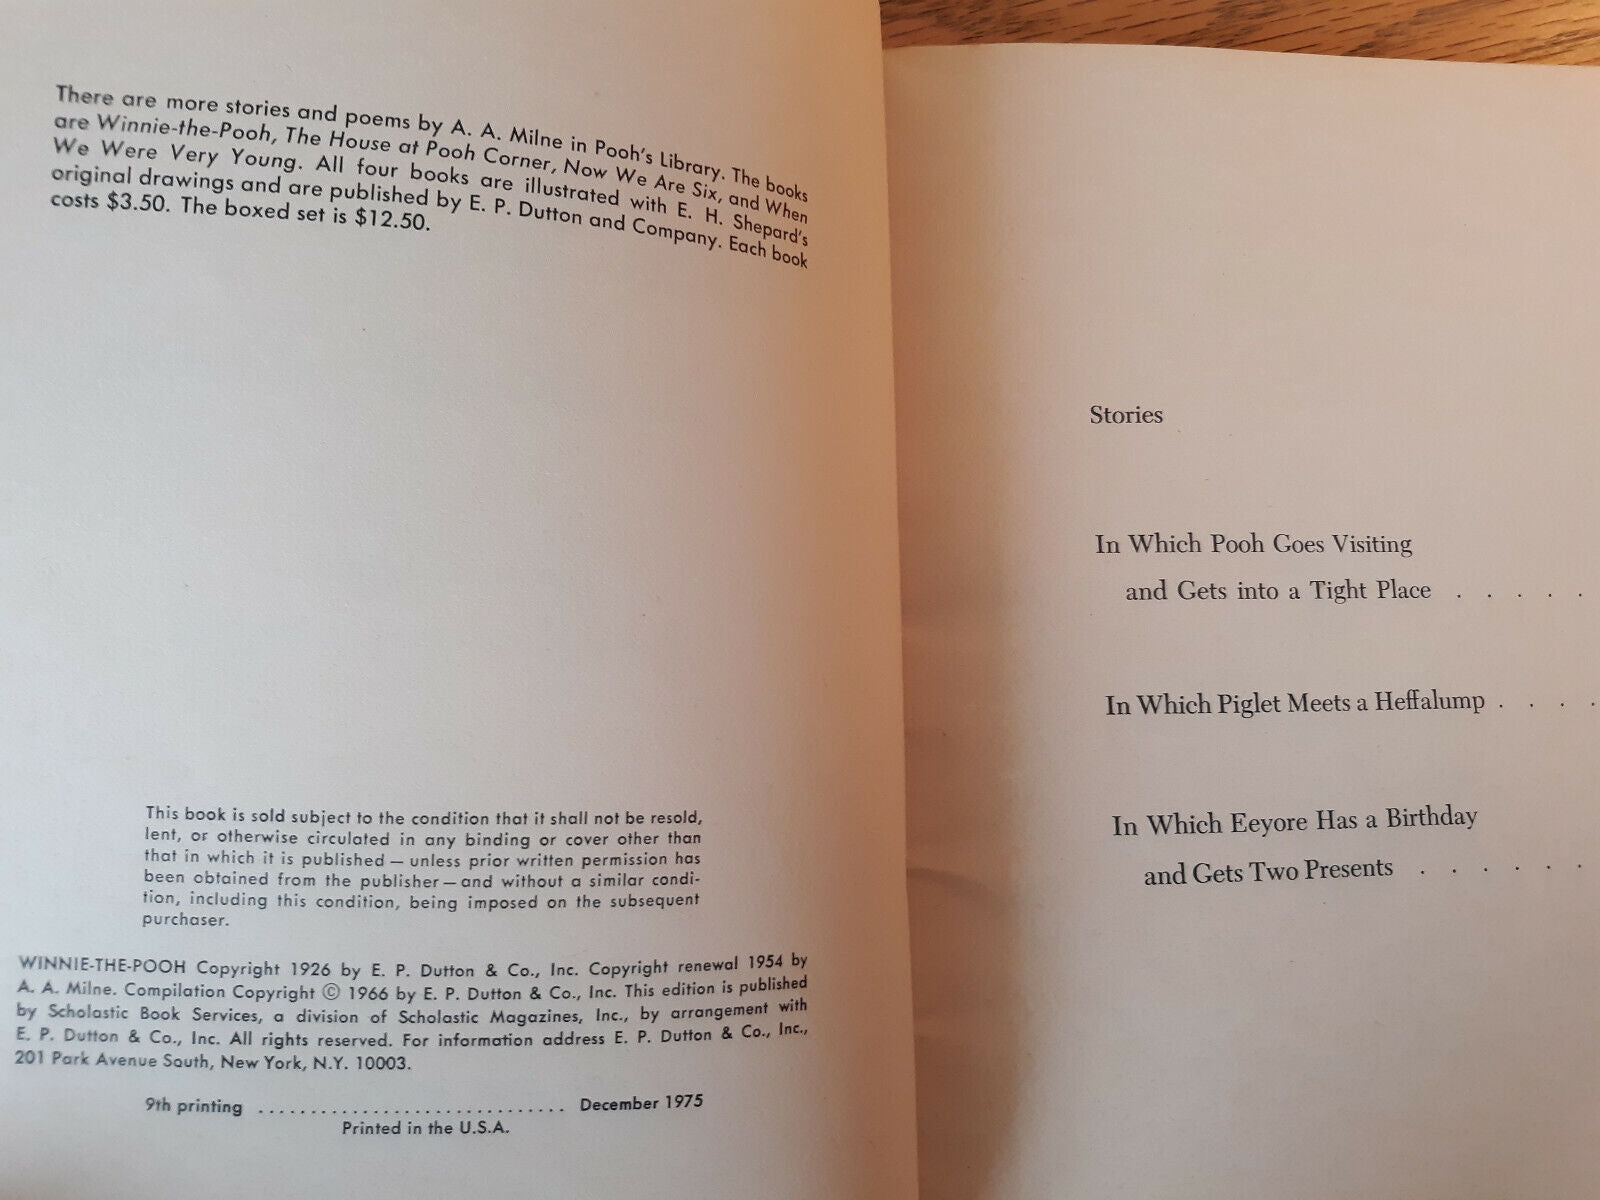 There are more stories and poems by A. A. Milne in Pooh's Library. The books
are Winnie-the-Pooh, The House at Pooh Corner, Now We Are Six, and When
We Were Very Young. All four books are illustrated with E. H. Shepard's
original drawings and are published by E. P. Dutton and Company. Each book
costs $3.50. The boxed set is $12.50.
This book is sold subject to the condition that it shall not be resold,
lent, or otherwise circulated in any binding or cover other than
that in which it is published — unless prior written permission has
been obtained from the publisher — and without a similar condi-
tion, including this condition, being imposed on the subsequent
purchaser.
WINNIE-THE-POOH Copyright 1926 by E. P. Dutton & Co., Inc. Copyright renewal 1954 by
A. A. Milne. Compilation Copyright © 1966 by E. P. Dutton & Co., Inc. This edition is published
by Scholastic Book Services, a division of Scholastic Magazines, Inc., by arrangement with
E. P. Dutton & Co., Inc. All rights reserved. For information address E. P. Dutton & Co., Inc.,
201 Park Avenue South, New York, N.Y. 10003.
9th printing .............................. December 1975
Printed in the U.S.A.
Stories
In Which Pooh Goes Visiting
and Gets into a Tight Place . . . . .
In Which Piglet Meets a Heffalump . . . .
In Which Eeyore Has a Birthday
and Gets Two Presents . . . . . .